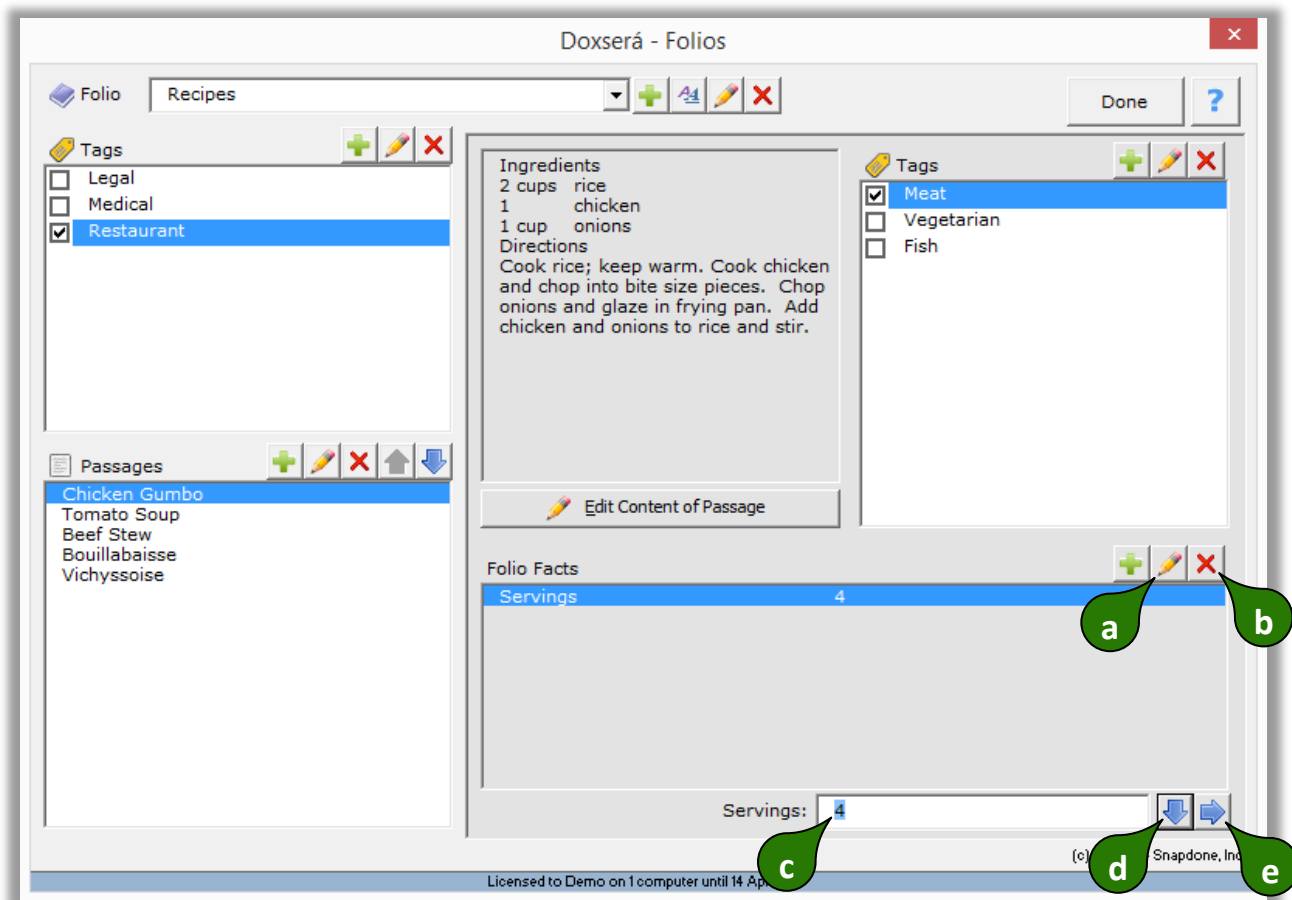 Doxserá - Folios
Folio Recipes
Done
?
Tags
Legal
Medical
Restaurant
Passages
Chicken Gumbo
Tomato Soup
Beef Stew
Bouillabaisse
Vichyssoise
Ingredients
2 cups rice
1 chicken
1 cup onions
Directions
Cook rice; keep warm. Cook chicken
and chop into bite size pieces. Chop
onions and glaze in frying pan. Add
chicken and onions to rice and stir.
Edit Content of Passage
Tags
Meat
Vegetarian
Fish
Folio Facts
Servings 4
a
b
Servings: 4
c
d
e
(c) Snapdone, Inc
Licensed to Demo on 1 computer until 14